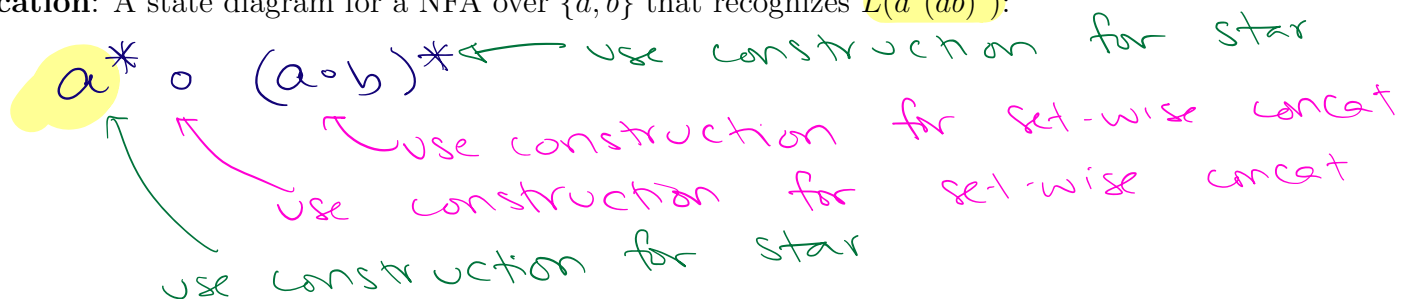 cation: A state diagram for a NFA over {a, b} that recognizes L(a*(ab)*):
a* ∘ (a∘b)* use construction for star
use construction for set-wise concat
use construction for set-wise concat
use construction for star